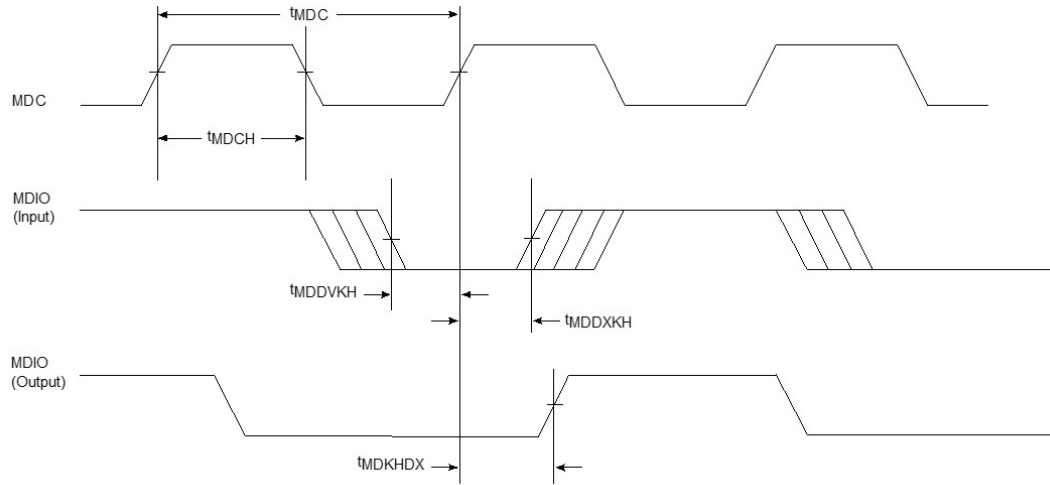 tMDC
MDC
tMDCH
MDIO
(Input)
tMDDVKH
tMDDXKH
MDIO
(Output)
tMDKHDX